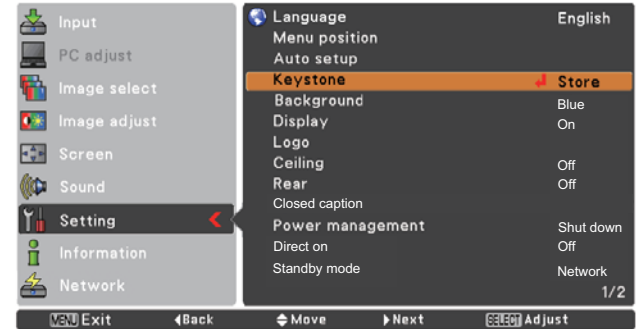 Input
PC adjust
Image select
Image adjust
Screen
Sound
Setting
Information
Network
Language English
Menu position
Auto setup
Keystone Store
Background Blue
Display On
Logo
Ceiling Off
Rear Off
Closed caption
Power management Shut down
Direct on Off
Standby mode Network
1/2
MENU Exit Back Move Next SELECT Adjust